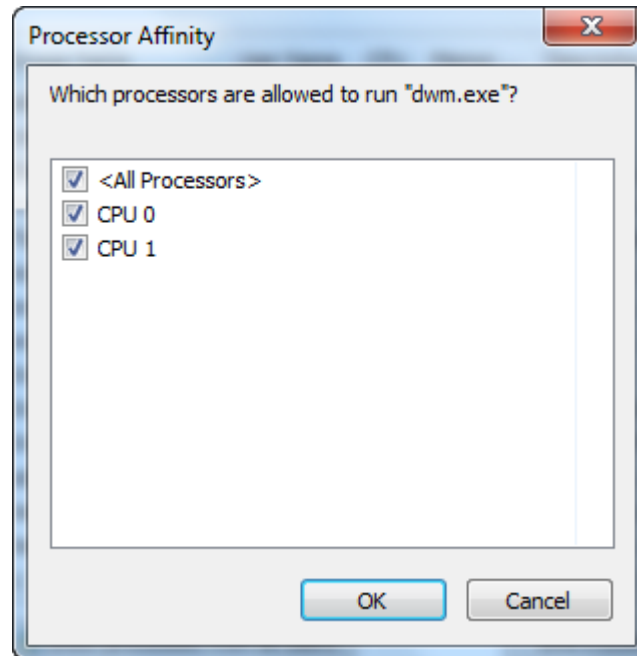 Processor Affinity
Which processors are allowed to run "dwm.exe"?
<All Processors>
CPU 0
CPU 1
OK
Cancel